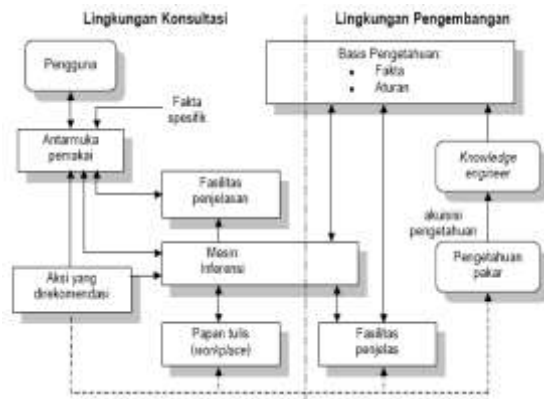 Lingkungan Konsultasi
Lingkungan Pengembangan
Pengguna
Basis Pengetahuan:
• Fakta
• Aturan
Fakta
spesifik
Antarmuka
pemakai
Knowledge
engineer
Fasilitas
penjelasan
akuisisi
pengetahuan
Mesin
Inferensi
Pengetahuan
pakar
Aksi yang
direkomendasi
Papan tulis
(workplace)
Fasilitas
penjelas